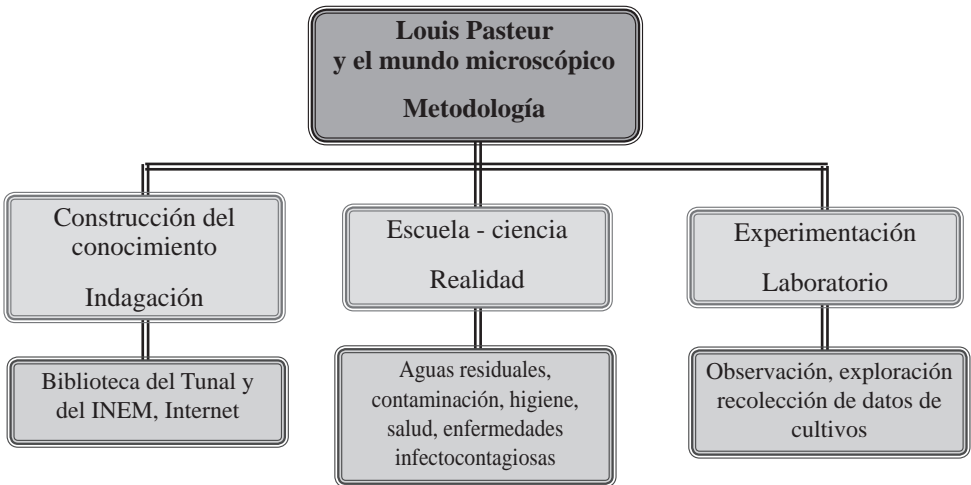 Louis Pasteur
y el mundo microscópico
Metodología
Construcción del
conocimiento
Indagación
Escuela - ciencia
Realidad
Experimentación
Laboratorio
Biblioteca del Tunal y
del INEM, Internet
Aguas residuales,
contaminación, higiene,
salud, enfermedades
infectocontagiosas
Observación, exploración
recolección de datos de
cultivos